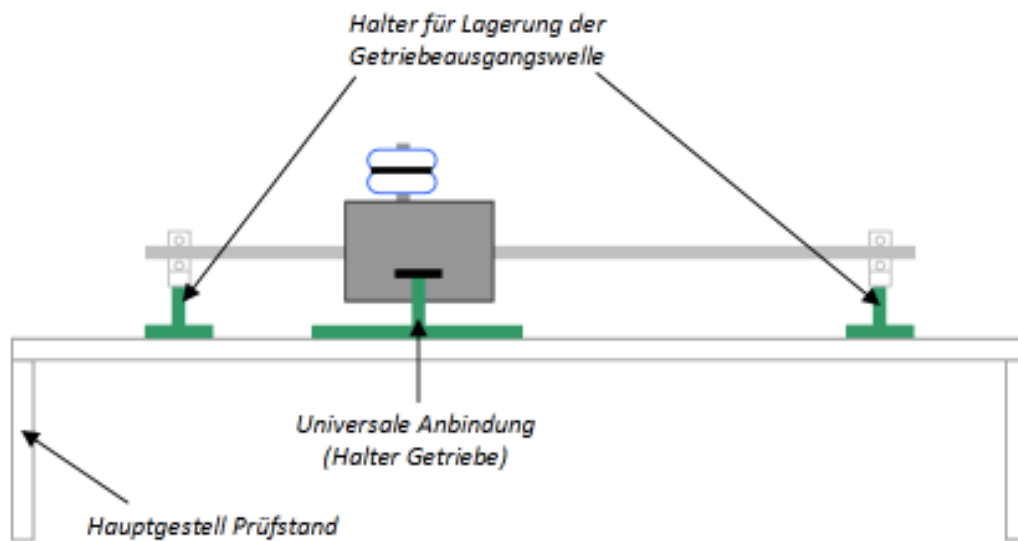 Halter für Lagerung der
Getriebeausgangswelle
Universale Anbindung
(Halter Getriebe)
Hauptgestell Prüfstand